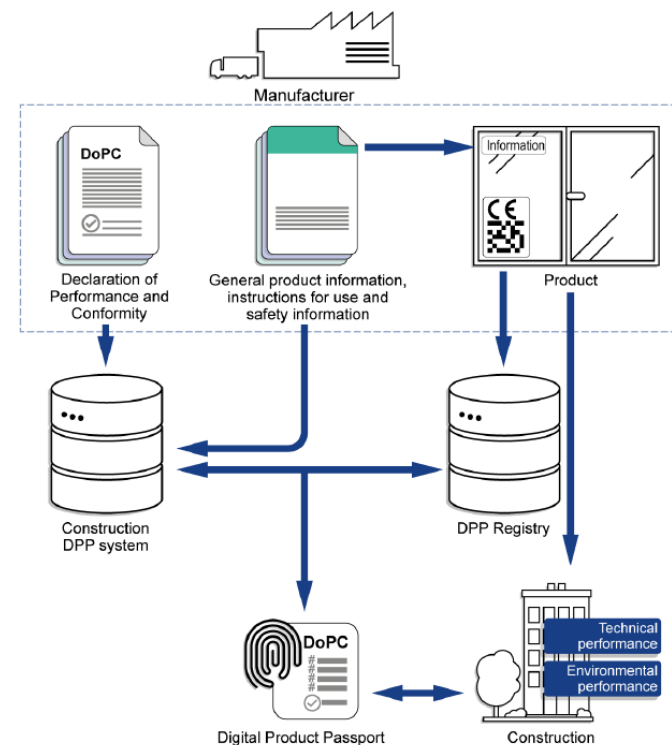 Manufacturer
DoPC
Information
CE
Declaration of
Performance and
Conformity
General product information,
instructions for use and
safety information
Product
Construction
DPP system
DPP Registry
DoPC
#
#
#
#
Technical
performance
Environmental
performance
Digital Product Passport
Construction